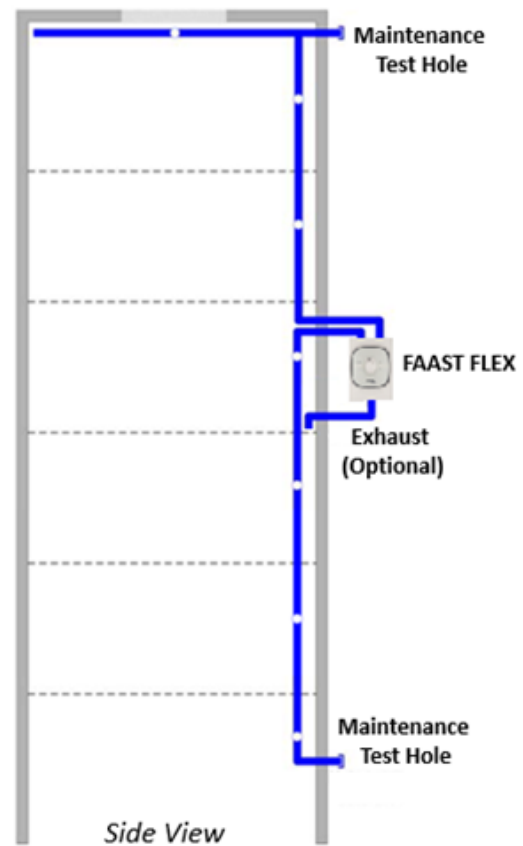 Maintenance
Test Hole
FAAST FLEX
Exhaust
(Optional)
Maintenance
Test Hole
Side View